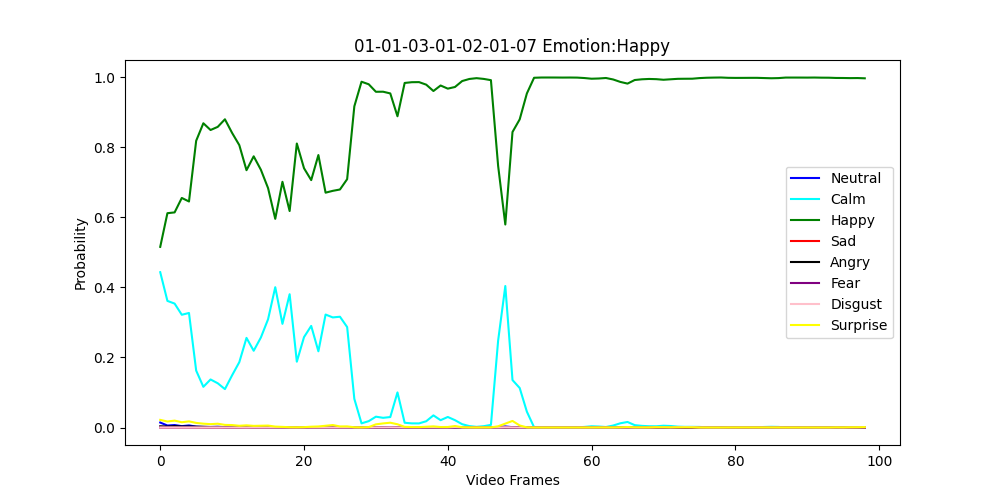 01-01-03-01-02-01-07 Emotion:Happy
1.0
0.8
0.6
0.4
0.2
0.0
Probability
0
20
40
60
80
100
Video Frames
Neutral
Calm
Happy
Sad
Angry
Fear
Disgust
Surprise